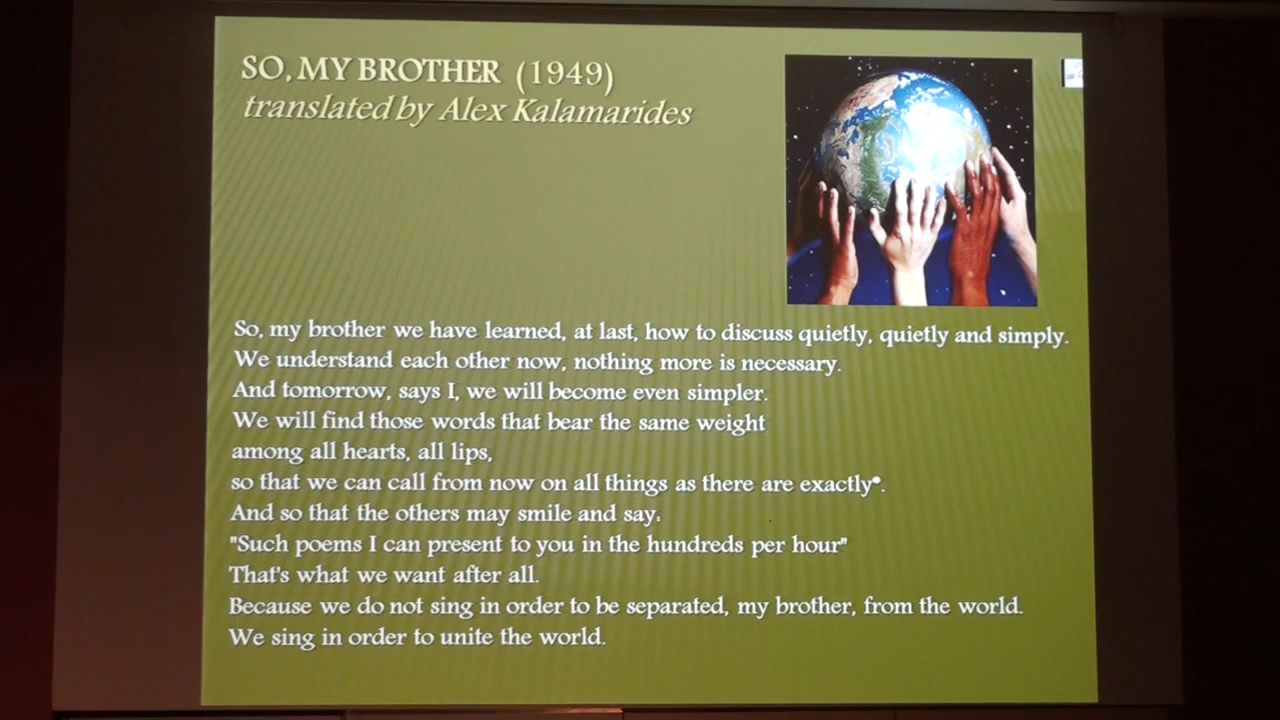 SO, MY BROTHER (1949)
translated by Alex Kalamarides
So, my brother we have learned, at last, how to discuss quietly, quietly and simply.
We understand each other now, nothing more is necessary.
And tomorrow, says I, we will become even simpler.
We will find those words that bear the same weight
among all hearts, all lips,
so that we can call from now on all things as there are exactly•.
And so that the others may smile and say:
"Such poems I can present to you in the hundreds per hour"
That's what we want after all.
Because we do not sing in order to be separated, my brother, from the world.
We sing in order to unite the world.